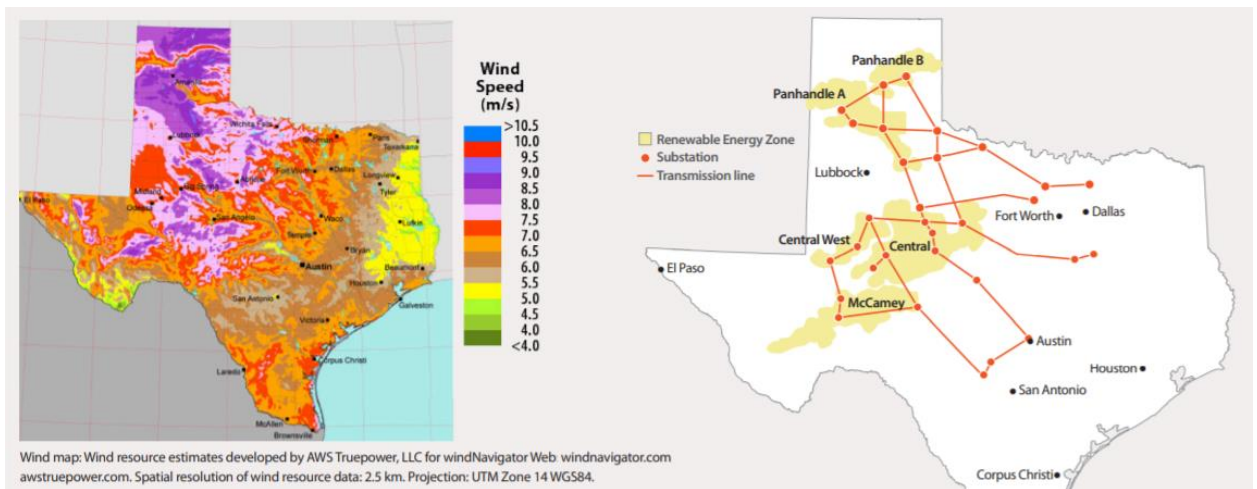 Amarillo
Lubbock
Wichita Falls
Sherman
Paris
Texarkana
Midland
Big Spring
Abilene
Fort Worth
Dallas
Longview
Tyler
El Paso
Odessa
San Angelo
Waco
Lufkin
Temple
Bryan
Austin
Beaumont
Houston
San Antonio
Galveston
Victoria
Corpus Christi
Laredo
McAllen
Brownsville
Wind
Speed
(m/s)
>10.5
10.0
9.5
9.0
8.5
8.0
7.5
7.0
6.5
6.0
5.5
5.0
4.5
4.0
<4.0
Panhandle B
Panhandle A
Renewable Energy Zone
Substation
Transmission line
Lubbock
Fort Worth
Dallas
Central West
Central
El Paso
McCamey
Austin
Houston
San Antonio
Corpus Christi
Wind map: Wind resource estimates developed by AWS Truepower, LLC for windNavigator Web: windnavigator.com
awstruepower.com. Spatial resolution of wind resource data: 2.5 km. Projection: UTM Zone 14 WGS84.